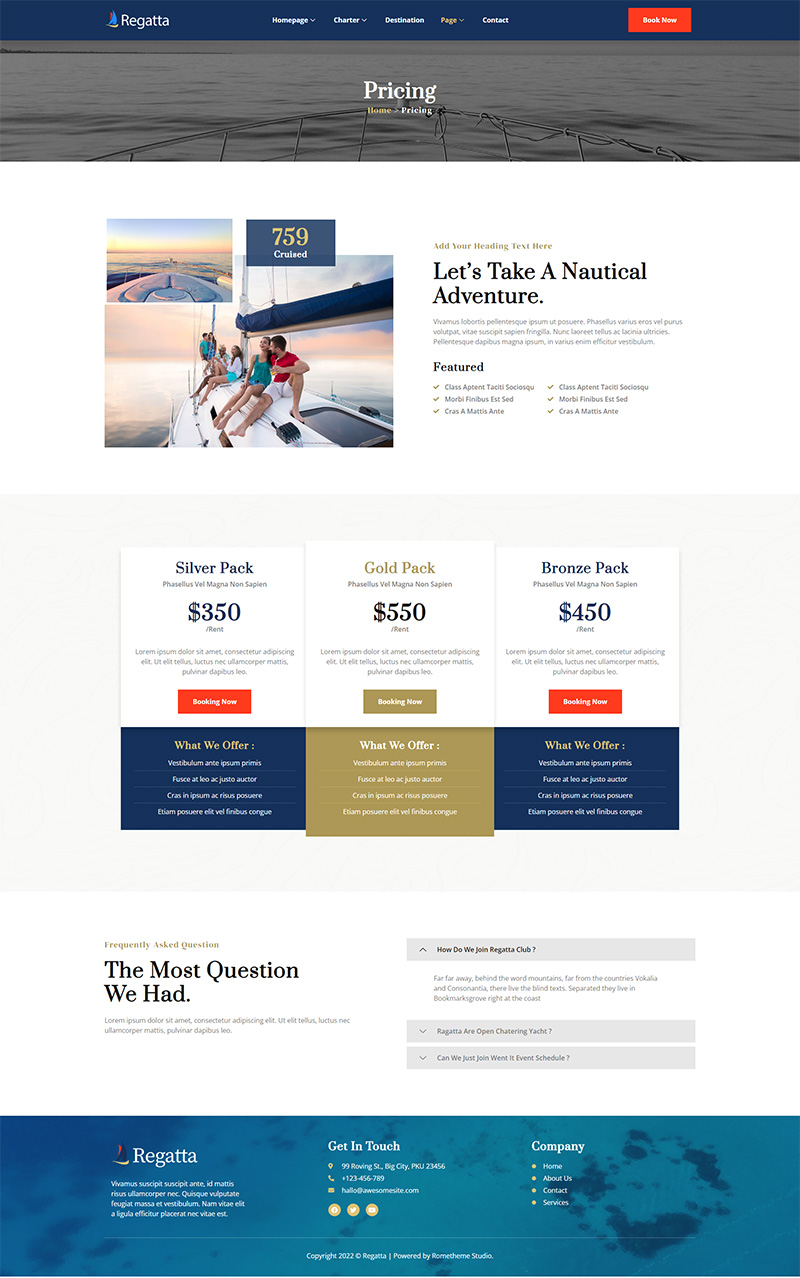 Regatta
Homepage
Charter
Destination
Page
Contact
Book Now
Pricing
Home > Pricing
759
Cruised
Add Your Heading Text Here
Let's Take A Nautical
Adventure.
Vivamus lobortis pellentesque ipsum ut posuere. Phasellus varius eros vel purus
volutpat, vitae suscipit sapien fringilla. Nunc laoreet tellus ac lacinia ultricies.
Pellentesque dapibus magna ipsum, in varius enim efficitur vestibulum.
Featured
Class Aptent Taciti Sociosqu
Morbi Finibus Est Sed
Cras A Mattis Ante
Class Aptent Taciti Sociosqu
Morbi Finibus Est Sed
Cras A Mattis Ante
Silver Pack
Phasellus Vel Magna Non Sapien
$350
/Rent
Lorem ipsum dolor sit amet, consectetur adipiscing
elit. Ut elit tellus, luctus nec ullamcorper mattis,
pulvinar dapibus leo.
Booking Now
What We Offer :
Vestibulum ante ipsum primis
Fusce at leo ac justo auctor
Cras in ipsum ac risus posuere
Etiam posuere elit vel finibus congue
Gold Pack
Phasellus Vel Magna Non Sapien
$550
/Rent
Lorem ipsum dolor sit amet, consectetur adipiscing
elit. Ut elit tellus, luctus nec ullamcorper mattis,
pulvinar dapibus leo.
Booking Now
What We Offer :
Vestibulum ante ipsum primis
Fusce at leo ac justo auctor
Cras in ipsum ac risus posuere
Etiam posuere elit vel finibus congue
Bronze Pack
Phasellus Vel Magna Non Sapien
$450
/Rent
Lorem ipsum dolor sit amet, consectetur adipiscing
elit. Ut elit tellus, luctus nec ullamcorper mattis,
pulvinar dapibus leo.
Booking Now
What We Offer :
Vestibulum ante ipsum primis
Fusce at leo ac justo auctor
Cras in ipsum ac risus posuere
Etiam posuere elit vel finibus congue
Frequently Asked Question
The Most Question
We Had.
Lorem ipsum dolor sit amet, consectetur adipiscing elit. Ut elit tellus, luctus nec
ullamcorper mattis, pulvinar dapibus leo.
How Do We Join Regatta Club ?
Far far away, behind the word mountains, far from the countries Vokalia
and Consonantia, there live the blind texts. Separated they live in
Bookmarksgrove right at the coast
Ragatta Are Open Chatering Yacht ?
Can We Just Join Went It Event Schedule ?
Regatta
Vivamus suscipit suscipit ante, id mattis
risus ullamcorper nec. Quisque vulputate
feugiat massa et vestibulum. Nam vitae elit
a ligula efficitur placerat nec vitae est.
Get In Touch
99 Roving St., Big City, PKU 23456
+123-456-789
hallo@awesomesite.com
Company
Home
About Us
Contact
Services
Copyright 2022 © Regatta | Powered by Rometheme Studio.